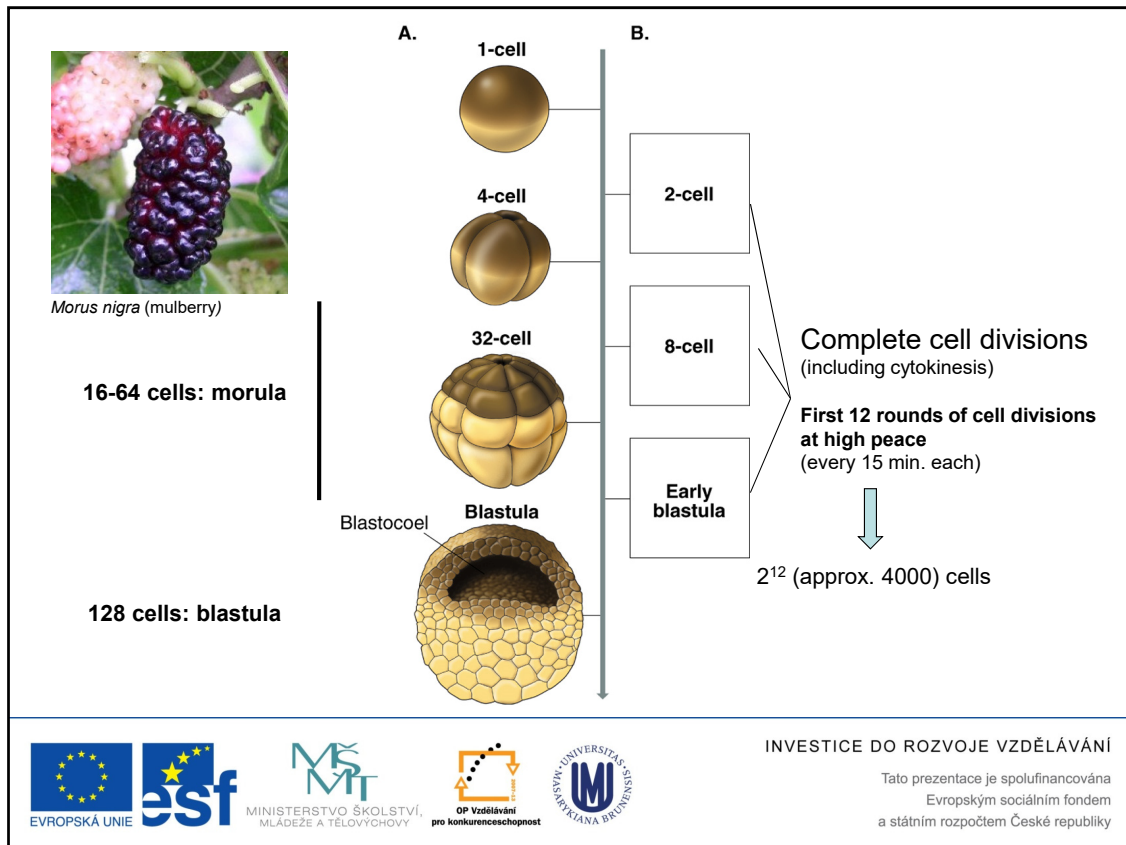 A.
B.
1-cell
2-cell
4-cell
Morus nigra (mulberry)
8-cell
32-cell
16-64 cells: morula
Complete cell divisions
(including cytokinesis)
First 12 rounds of cell divisions
at high peace
(every 15 min. each)
Early
blastula
Blastula
Blastocoel
2¹² (approx. 4000) cells
128 cells: blastula
EVROPSKÁ UNIE
esf
MŠMT
MINISTERSTVO ŠKOLSTVÍ,
MLÁDEŽE A TĚLOVÝCHOVY
2007-13
OP Vzdělávání
pro konkurenceschopnost
UNIVERSITAS
MASARYKIANA BRUNENSIS
INVESTICE DO ROZVOJE VZDĚLÁVÁNÍ
Tato prezentace je spolufinancována
Evropským sociálním fondem
a státním rozpočtem České republiky